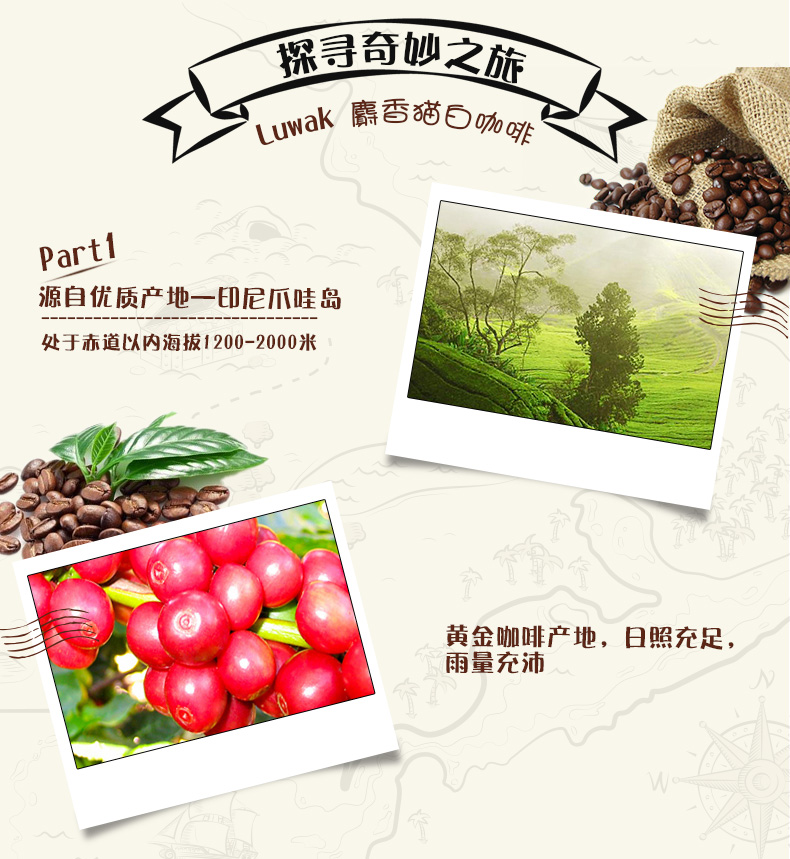 探寻奇妙之旅
Luwak 麝香猫白咖啡
Part1
源自优质产地—印尼爪哇岛
处于赤道以内海拔1200-2000米
黄金咖啡产地，日照充足，
雨量充沛
W
N